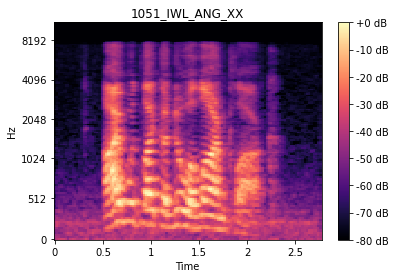 1051_IWL_ANG_XX
Hz
8192
4096
2048
1024
512
0
0 0.5 1 1.5 2 2.5
Time
+0 dB
-10 dB
-20 dB
-30 dB
-40 dB
-50 dB
-60 dB
-70 dB
-80 dB